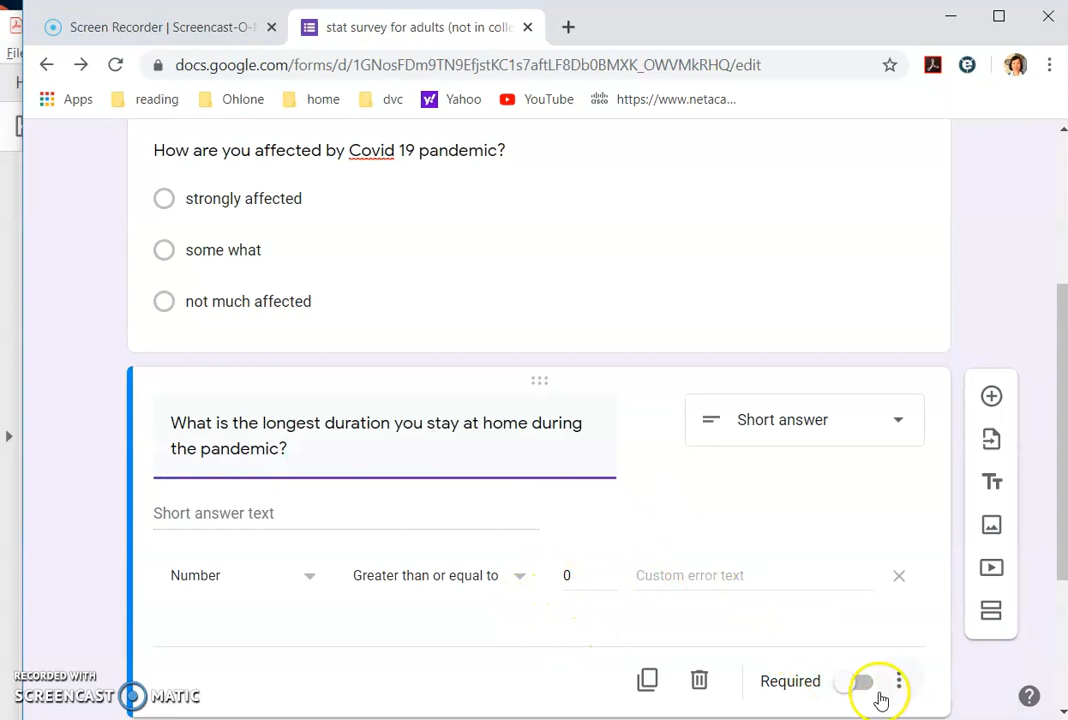 Screen Recorder | Screencast-O-
stat survey for adults (not in colle
File
docs.google.com/forms/d/1GNosFDm9TN9EfjstKC1s7aftLF8Db0BMXK_OWVMkRHQ/edit
Apps
reading
Ohlone
home
dvc
Yahoo
YouTube
https://www.netaca...
How are you affected by Covid 19 pandemic?
strongly affected
some what
not much affected
What is the longest duration you stay at home during
the pandemic?
Short answer
Short answer text
Number
Greater than or equal to
0
Custom error text
Required
RECORDED WITH
SCREENCAST MATIC